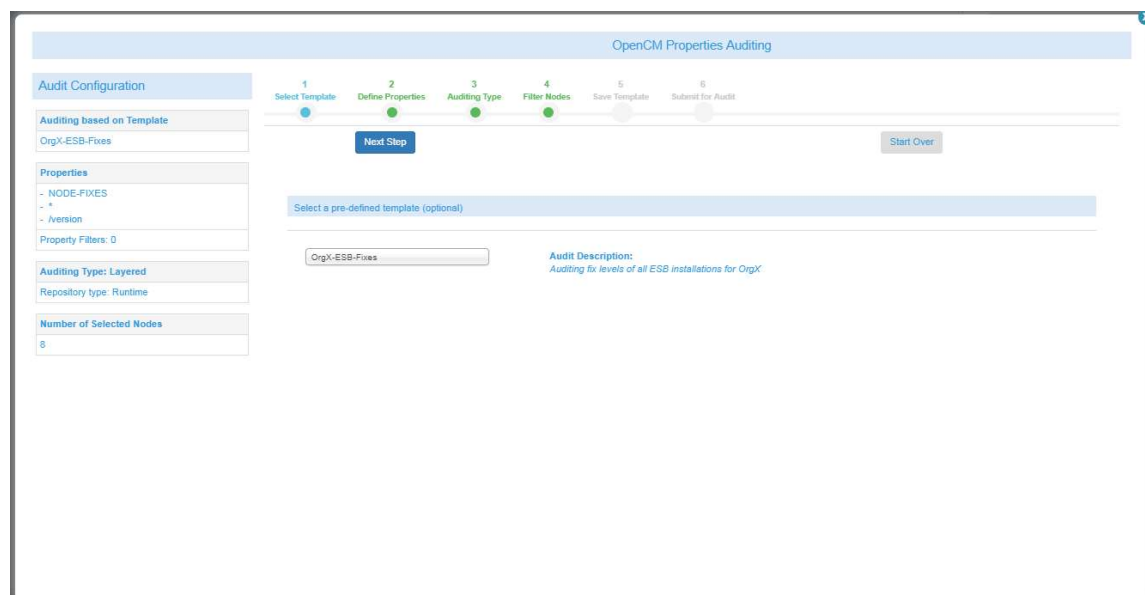 OpenCM Properties Auditing
Audit Configuration
Auditing based on Template
OrgX-ESB-Fixes
Properties
- NODE-FIXES
- *
- /version
Property Filters: 0
Auditing Type: Layered
Repository type: Runtime
Number of Selected Nodes
8
1 2 3 4 5 6
Select Template Define Properties Auditing Type Filter Nodes Save Template Submit for Audit
Next Step Start Over
Select a pre-defined template (optional)
OrgX-ESB-Fixes
Audit Description:
Auditing fix levels of all ESB installations for OrgX